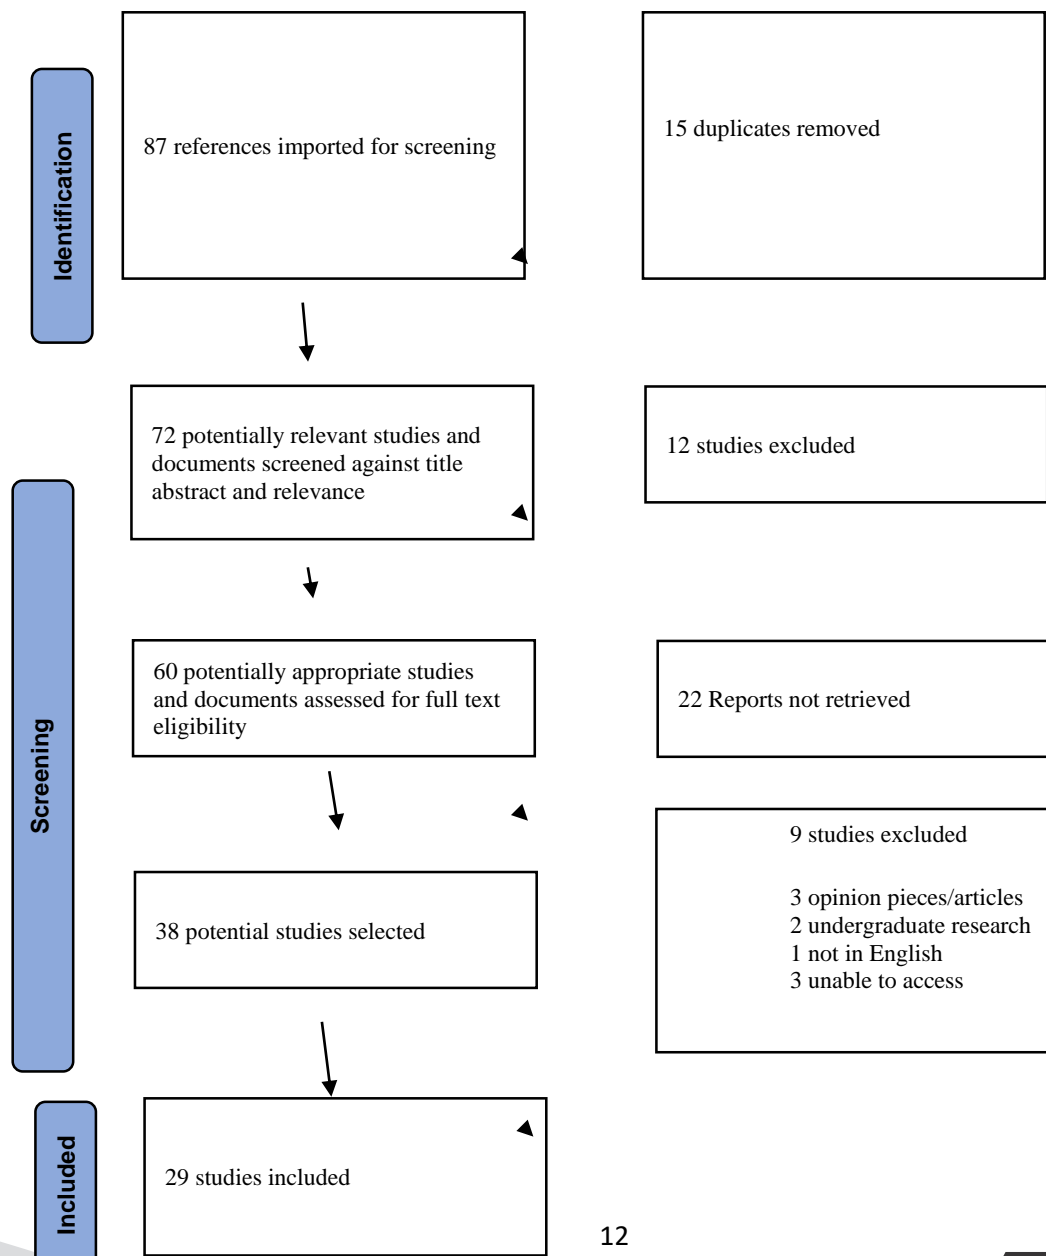 Identification
87 references imported for screening
15 duplicates removed
72 potentially relevant studies and
documents screened against title
abstract and relevance
12 studies excluded
Screening
60 potentially appropriate studies
and documents assessed for full text
eligibility
22 Reports not retrieved
38 potential studies selected
9 studies excluded
3 opinion pieces/articles
2 undergraduate research
1 not in English
3 unable to access
Included
29 studies included
12